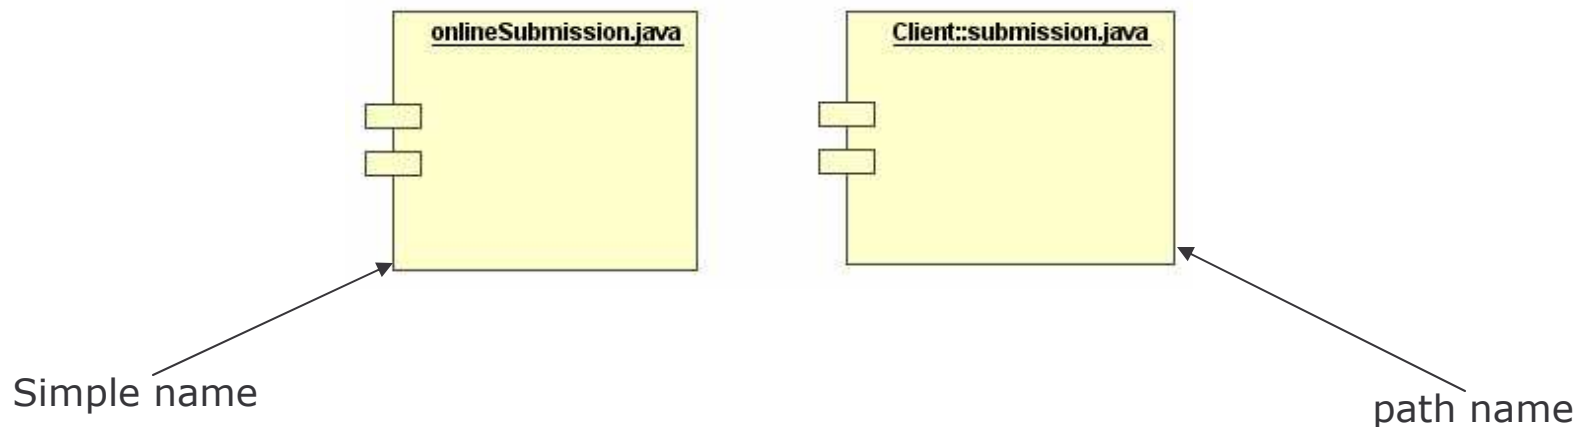 onlineSubmission.java
Client::submission.java
Simple name
path name